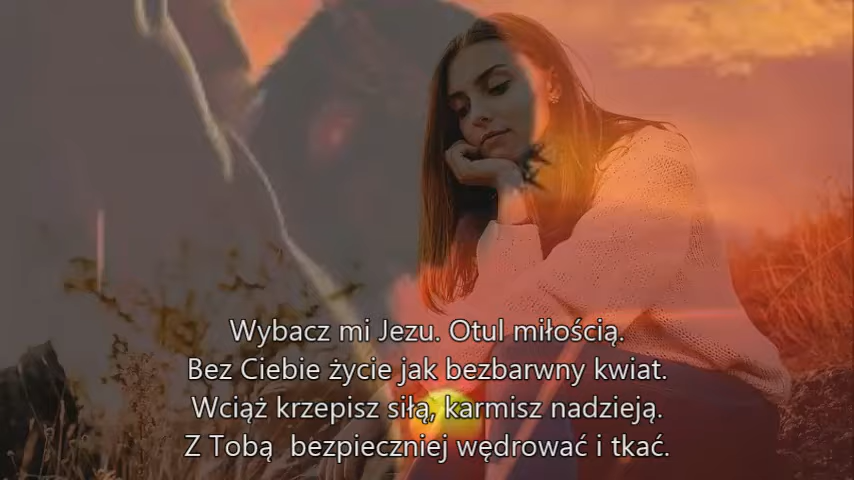 Wybacz mi Jezu. Otul miłością.
Bez Ciebie życie jak bezbarwny kwiat.
Wciąż krzepisz siłą, karmisz nadzieją.
Z Tobą  bezpieczniej wędrować i tkać.